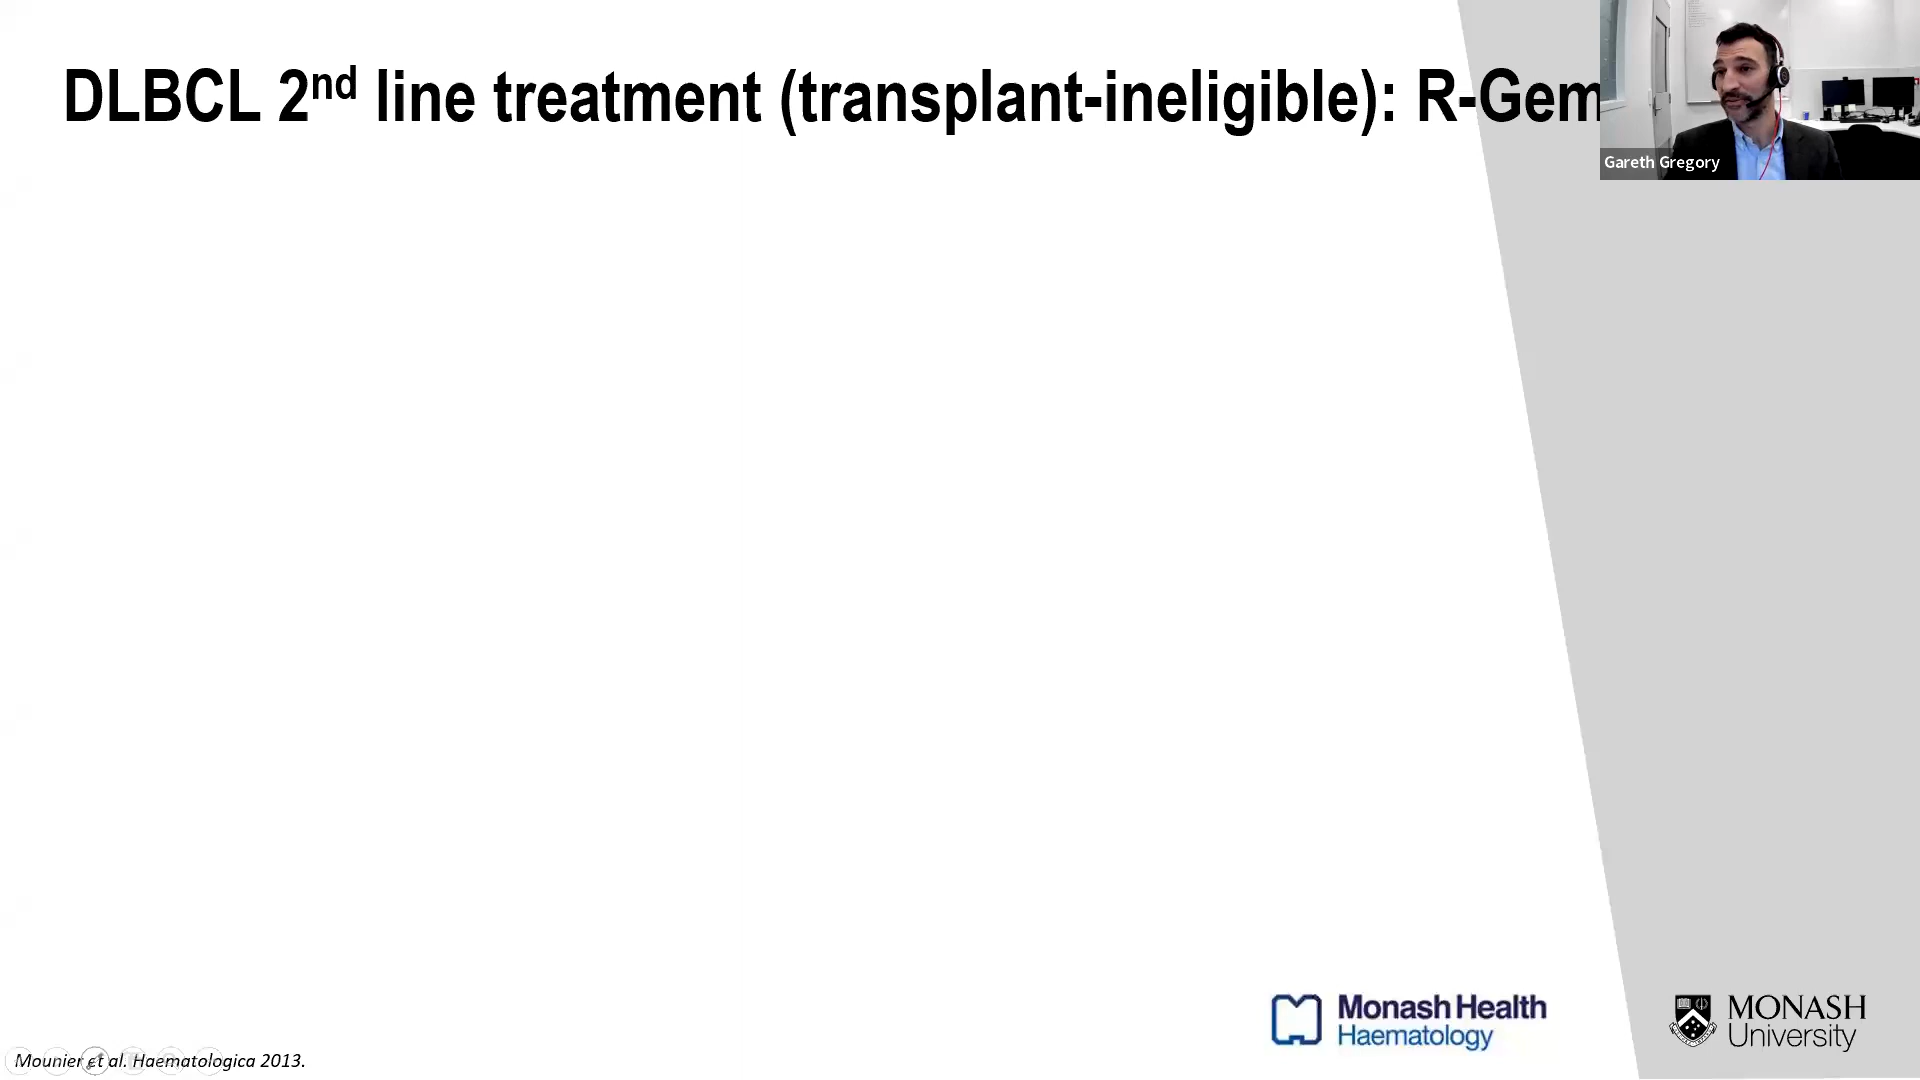 DLBCL 2nd line treatment (transplant-ineligible): R-Gem
Gareth Gregory
Monash Health
Haematology
MONASH
University
Mounier et al. Haematologica 2013.